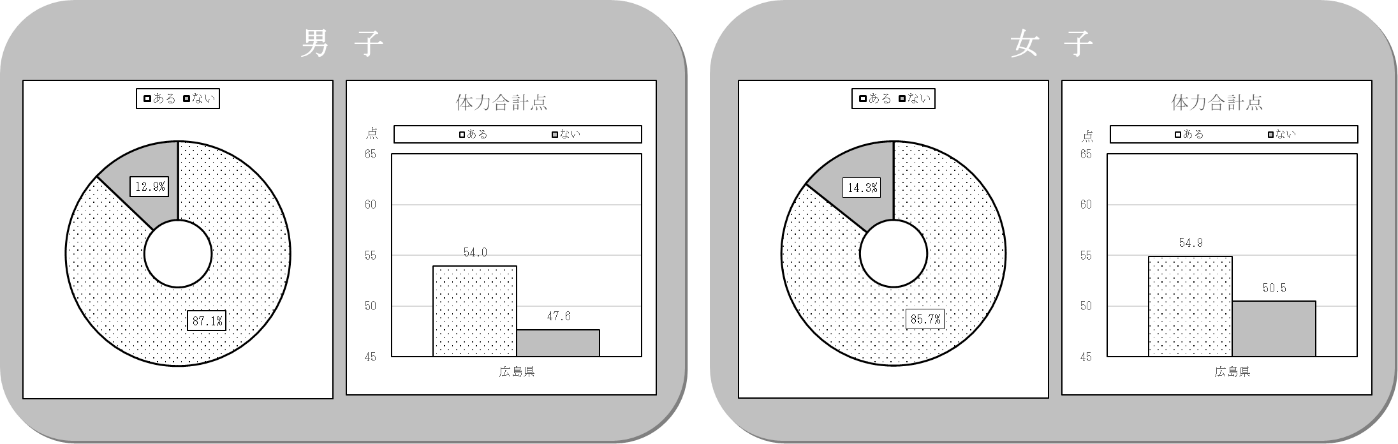 男 子
ある ない
12.9%
87.1%
体力合計点
点
ある ない
65
60
55
50
45
54.0
47.6
広島県
女 子
ある ない
14.3%
85.7%
体力合計点
点
ある ない
65
60
55
50
45
54.9
50.5
広島県